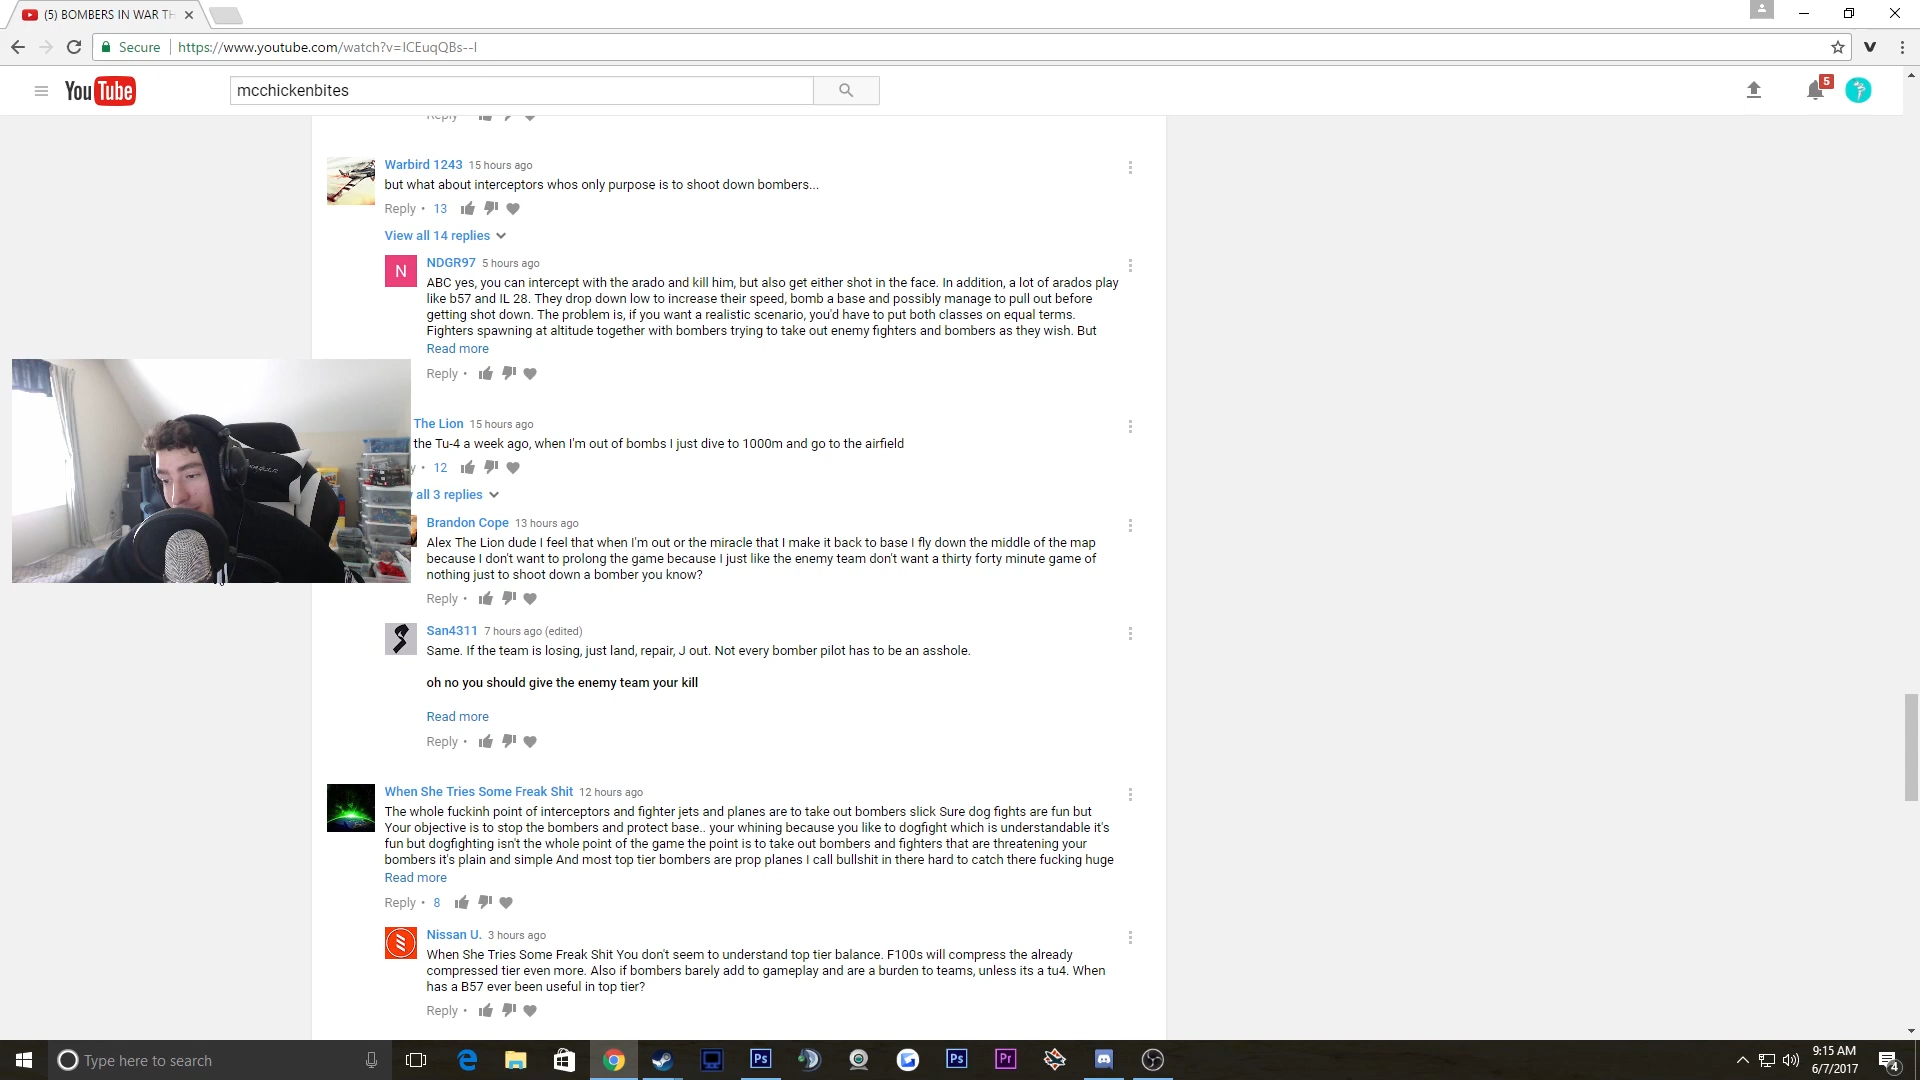 (5) BOMBERS IN WAR TH
Secure
https://www.youtube.com/watch?v=ICEuqQBs--I
YouTube
mcchickenbites
5
Reply
Warbird 1243 15 hours ago
but what about interceptors whos only purpose is to shoot down bombers...
Reply • 13
View all 14 replies
N
NDGR97 5 hours ago
ABC yes, you can intercept with the arado and kill him, but also get either shot in the face. In addition, a lot of arados play
like b57 and IL 28. They drop down low to increase their speed, bomb a base and possibly manage to pull out before
getting shot down. The problem is, if you want a realistic scenario, you'd have to put both classes on equal terms.
Fighters spawning at altitude together with bombers trying to take out enemy fighters and bombers as they wish. But
Read more
Reply •
The Lion 15 hours ago
the Tu-4 a week ago, when I'm out of bombs I just dive to 1000m and go to the airfield
y • 12
all 3 replies
Brandon Cope 13 hours ago
Alex The Lion dude I feel that when I'm out or the miracle that I make it back to base I fly down the middle of the map
because I don't want to prolong the game because I just like the enemy team don't want a thirty forty minute game of
nothing just to shoot down a bomber you know?
Reply •
San4311 7 hours ago (edited)
Same. If the team is losing, just land, repair, J out. Not every bomber pilot has to be an asshole.
oh no you should give the enemy team your kill
Read more
Reply •
When She Tries Some Freak Shit 12 hours ago
The whole fuckinh point of interceptors and fighter jets and planes are to take out bombers slick Sure dog fights are fun but
Your objective is to stop the bombers and protect base.. your whining because you like to dogfight which is understandable it's
fun but dogfighting isn't the whole point of the game the point is to take out bombers and fighters that are threatening your
bombers it's plain and simple And most top tier bombers are prop planes I call bullshit in there hard to catch there fucking huge
Read more
Reply • 8
Nissan U. 3 hours ago
When She Tries Some Freak Shit You don't seem to understand top tier balance. F100s will compress the already
compressed tier even more. Also if bombers barely add to gameplay and are a burden to teams, unless its a tu4. When
has a B57 ever been useful in top tier?
Reply •
Type here to search
Ps
Ps
Pr
9:15 AM
6/7/2017
4